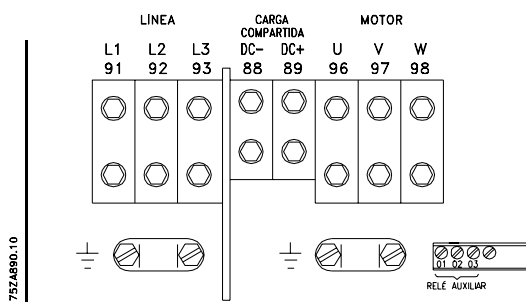 LÍNEA
CARGA COMPARTIDA
MOTOR
L1 L2 L3 DC- DC+ U V W
91 92 93 88 89 96 97 98
01 02 03
RELÉ AUXILIAR
75ZA890.10